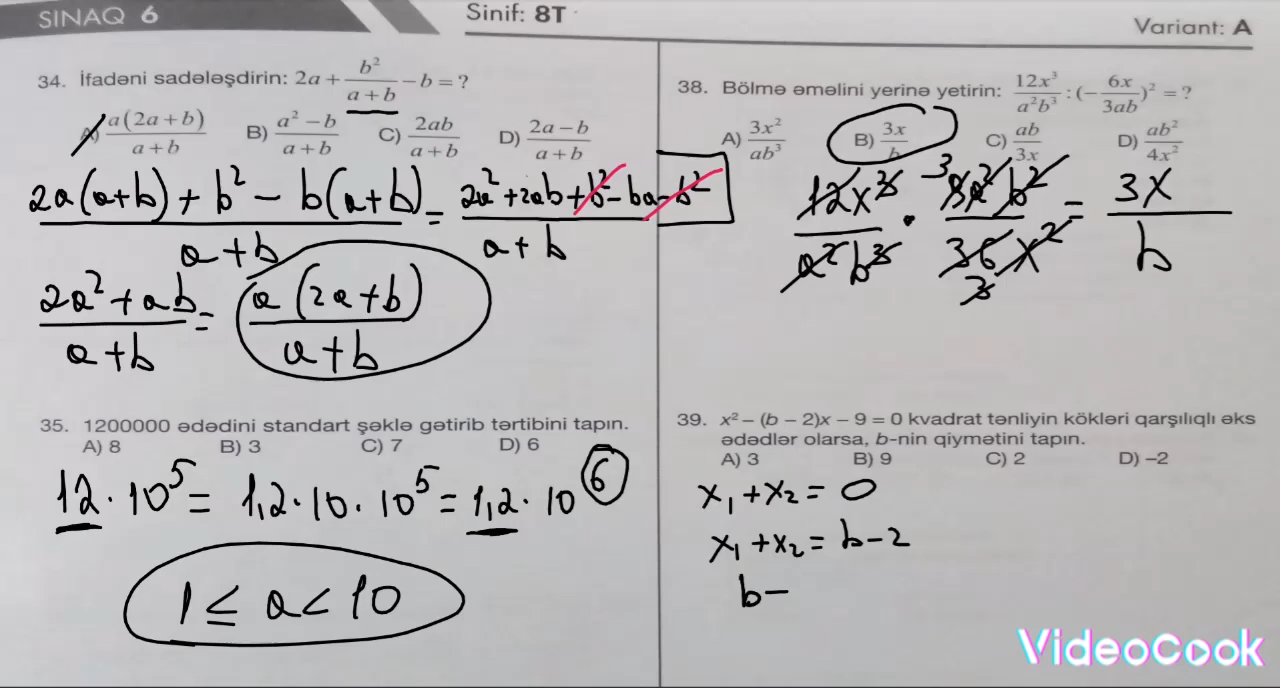 SINAQ 6
Sinif: 8T
Variant: A
34. İfadəni sadələşdirin: 2a + b²/(a + b) − b = ?
A) a(2a + b)/(a + b) B) (a² − b)/(a + b) C) 2ab/(a + b) D) (2a − b)/(a + b)
(2a(a+b) + b² − b(a+b))/(a+b) = (2a² + 2ab + b² − ba − b²)/(a+b)
(2a² + ab)/(a+b) = a(2a+b)/(a+b)
35. 1200000 ədədini standart şəklə gətirib tərtibini tapın.
A) 8 B) 3 C) 7 D) 6
12 · 10⁵ = 1,2 · 10 · 10⁵ = 1,2 · 10⁶
1 ≤ a < 10
38. Bölmə əməlini yerinə yetirin: 12x³/(a²b³) : (−6x/(3ab))² = ?
A) 3x²/(ab³) B) 3x/b C) ab/(3x) D) ab²/(4x²)
= 3x/b
39. x² – (b – 2)x – 9 = 0 kvadrat tənliyin kökləri qarşılıqlı əks
ədədlər olarsa, b-nin qiymətini tapın.
A) 3 B) 9 C) 2 D) –2
x₁ + x₂ = 0
x₁ + x₂ = b − 2
b −
VideoCook